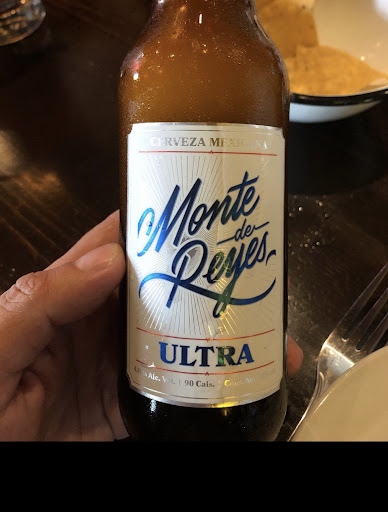 CERVEZA MEXICANA
Monte
de
Reyes
ULTRA
Alc. Vol. | 90 Cals.